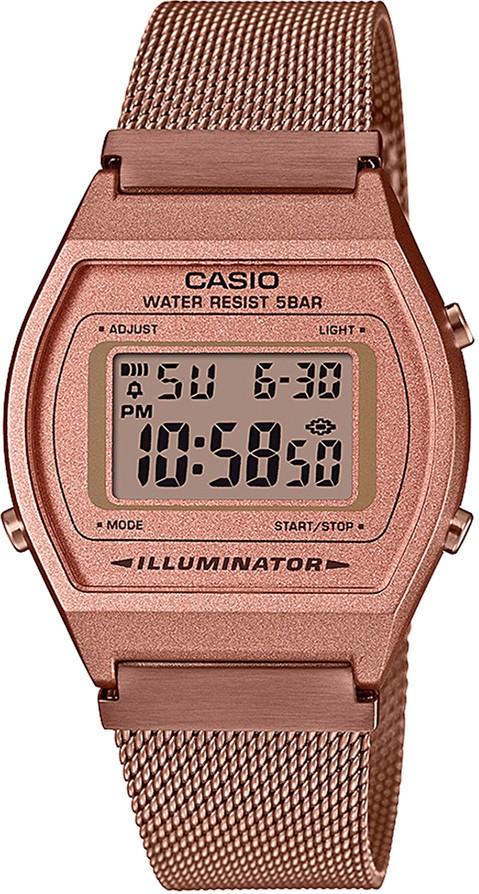 CASIO
WATER RESIST 5BAR
ADJUST LIGHT
SU 6-30
PM 10:58 50
MODE START/STOP
ILLUMINATOR